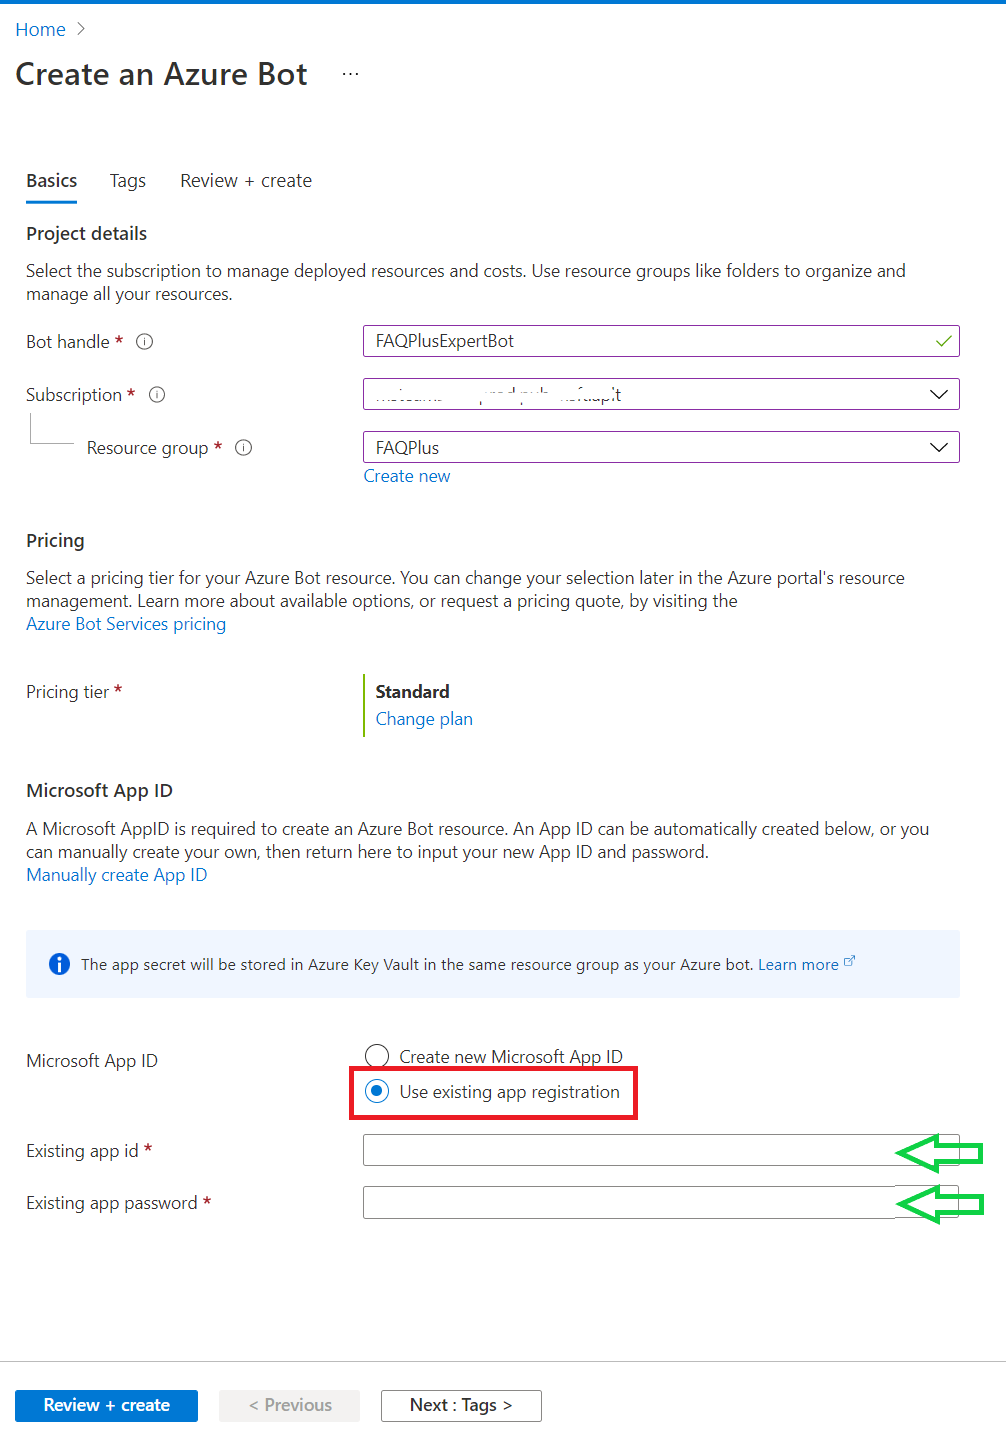 Home >
Create an Azure Bot ...
Basics Tags Review + create
Project details
Select the subscription to manage deployed resources and costs. Use resource groups like folders to organize and
manage all your resources.
Bot handle * FAQPlusExpertBot
Subscription *
Resource group * FAQPlus
Create new
Pricing
Select a pricing tier for your Azure Bot resource. You can change your selection later in the Azure portal's resource
management. Learn more about available options, or request a pricing quote, by visiting the
Azure Bot Services pricing
Pricing tier * Standard
Change plan
Microsoft App ID
A Microsoft AppID is required to create an Azure Bot resource. An App ID can be automatically created below, or you
can manually create your own, then return here to input your new App ID and password.
Manually create App ID
The app secret will be stored in Azure Key Vault in the same resource group as your Azure bot. Learn more
Microsoft App ID
Create new Microsoft App ID
Use existing app registration
Existing app id *
Existing app password *
Review + create < Previous Next : Tags >